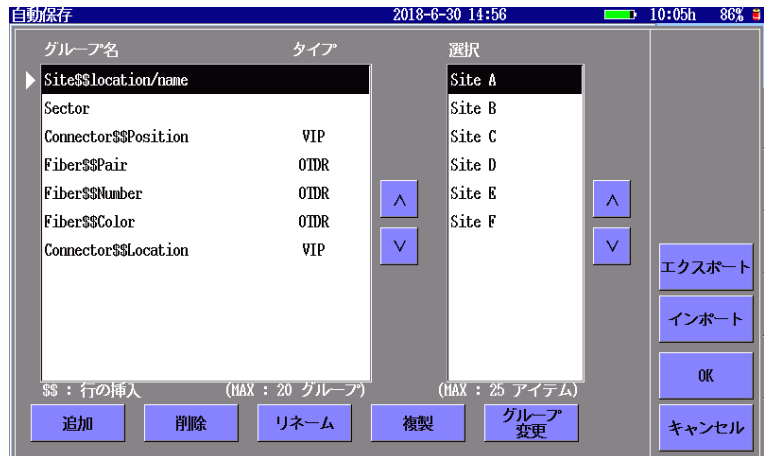 自動保存 2018-6-30 14:56 10:05h 86%
グループ名 タイプ 選択
Site$$location/name Site A
Sector Site B
Connector$$Position VIP Site C
Fiber$$Pair OTDR Site D
Fiber$$Number OTDR Site E
Fiber$$Color OTDR Site F
Connector$$Location VIP
エクスポート
インポート
OK
キャンセル
$$ : 行の挿入 (MAX : 20 グループ) (MAX : 25 アイテム)
追加 削除 リネーム 複製 グループ
変更